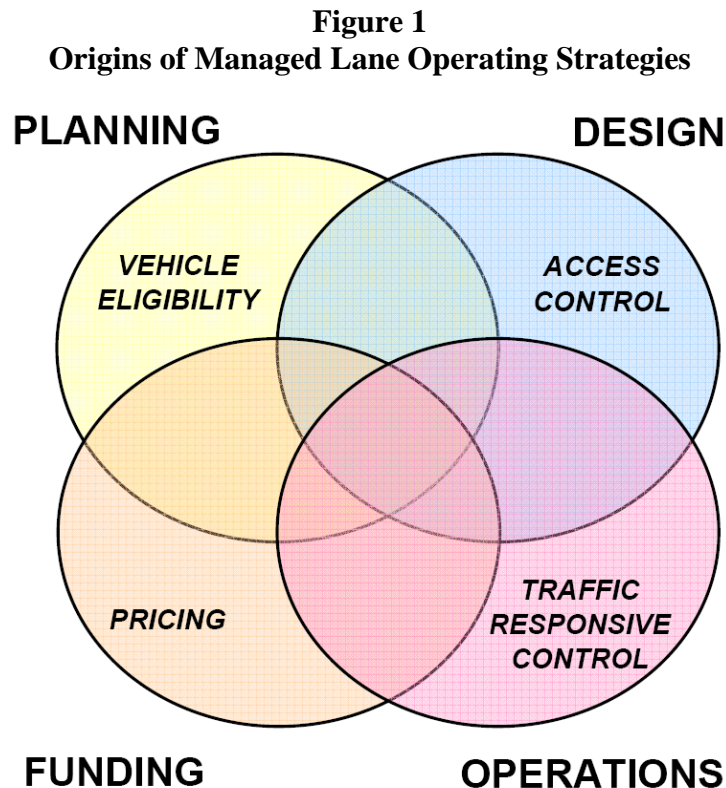 Figure 1
Origins of Managed Lane Operating Strategies
PLANNING
DESIGN
VEHICLE
ELIGIBILITY
ACCESS
CONTROL
PRICING
TRAFFIC
RESPONSIVE
CONTROL
FUNDING
OPERATIONS